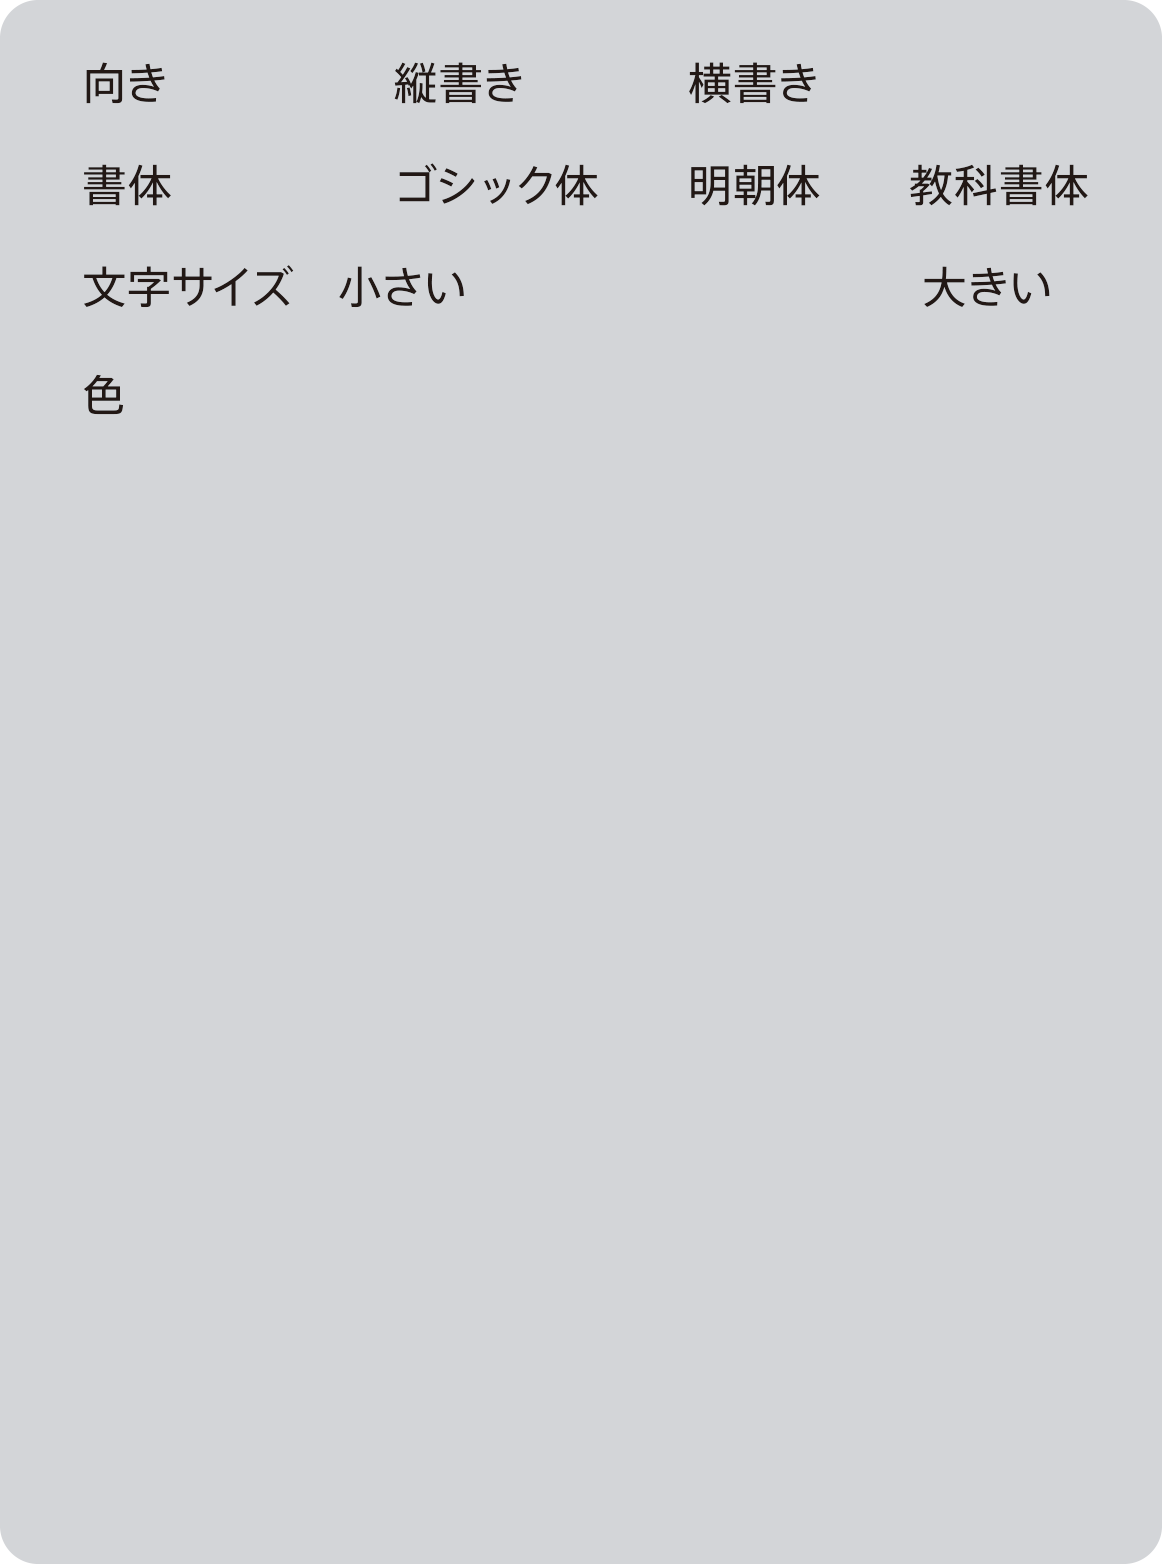 向き 縦書き 横書き
書体 ゴシック体 明朝体 教科書体
文字サイズ 小さい 大きい
色